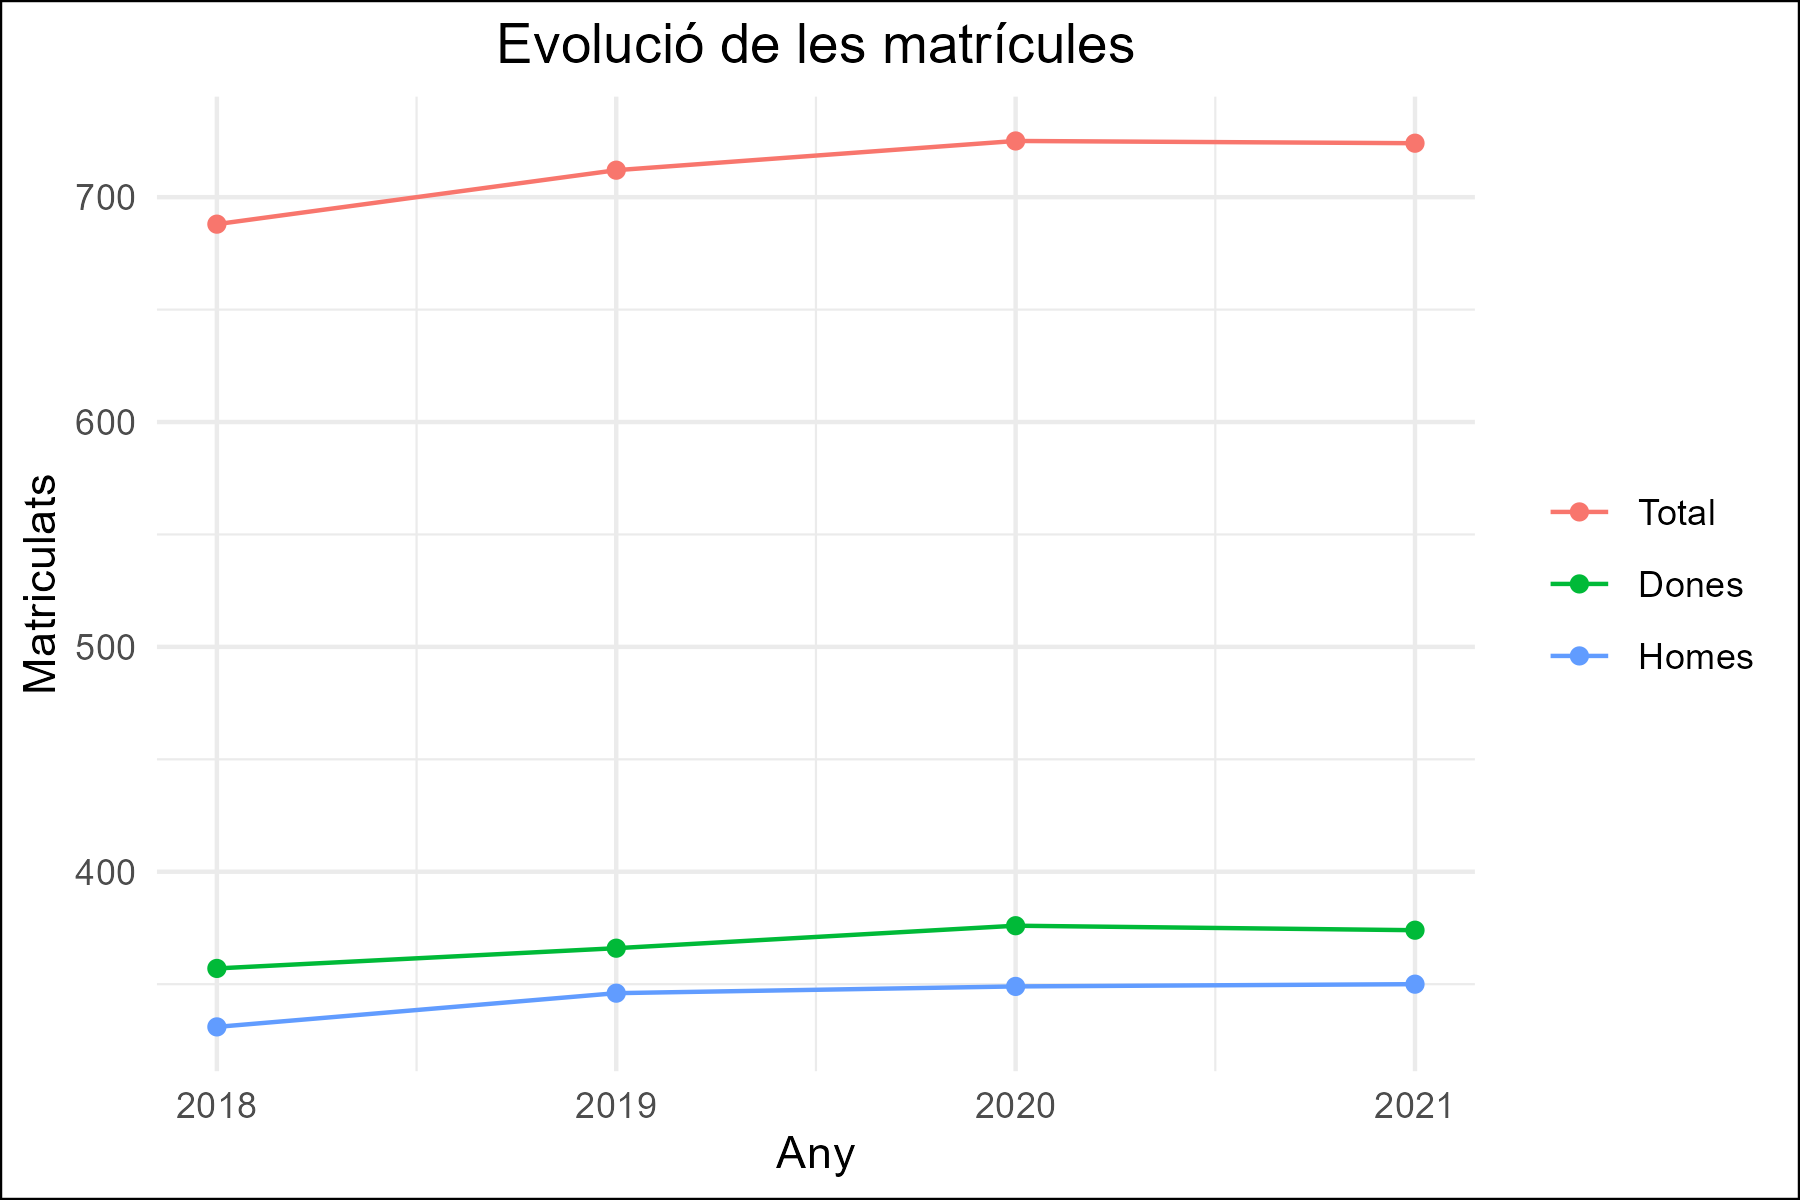 Evolució de les matrícules
700
600
500
400
Matriculats
2018 2019 2020 2021
Any
Total
Dones
Homes